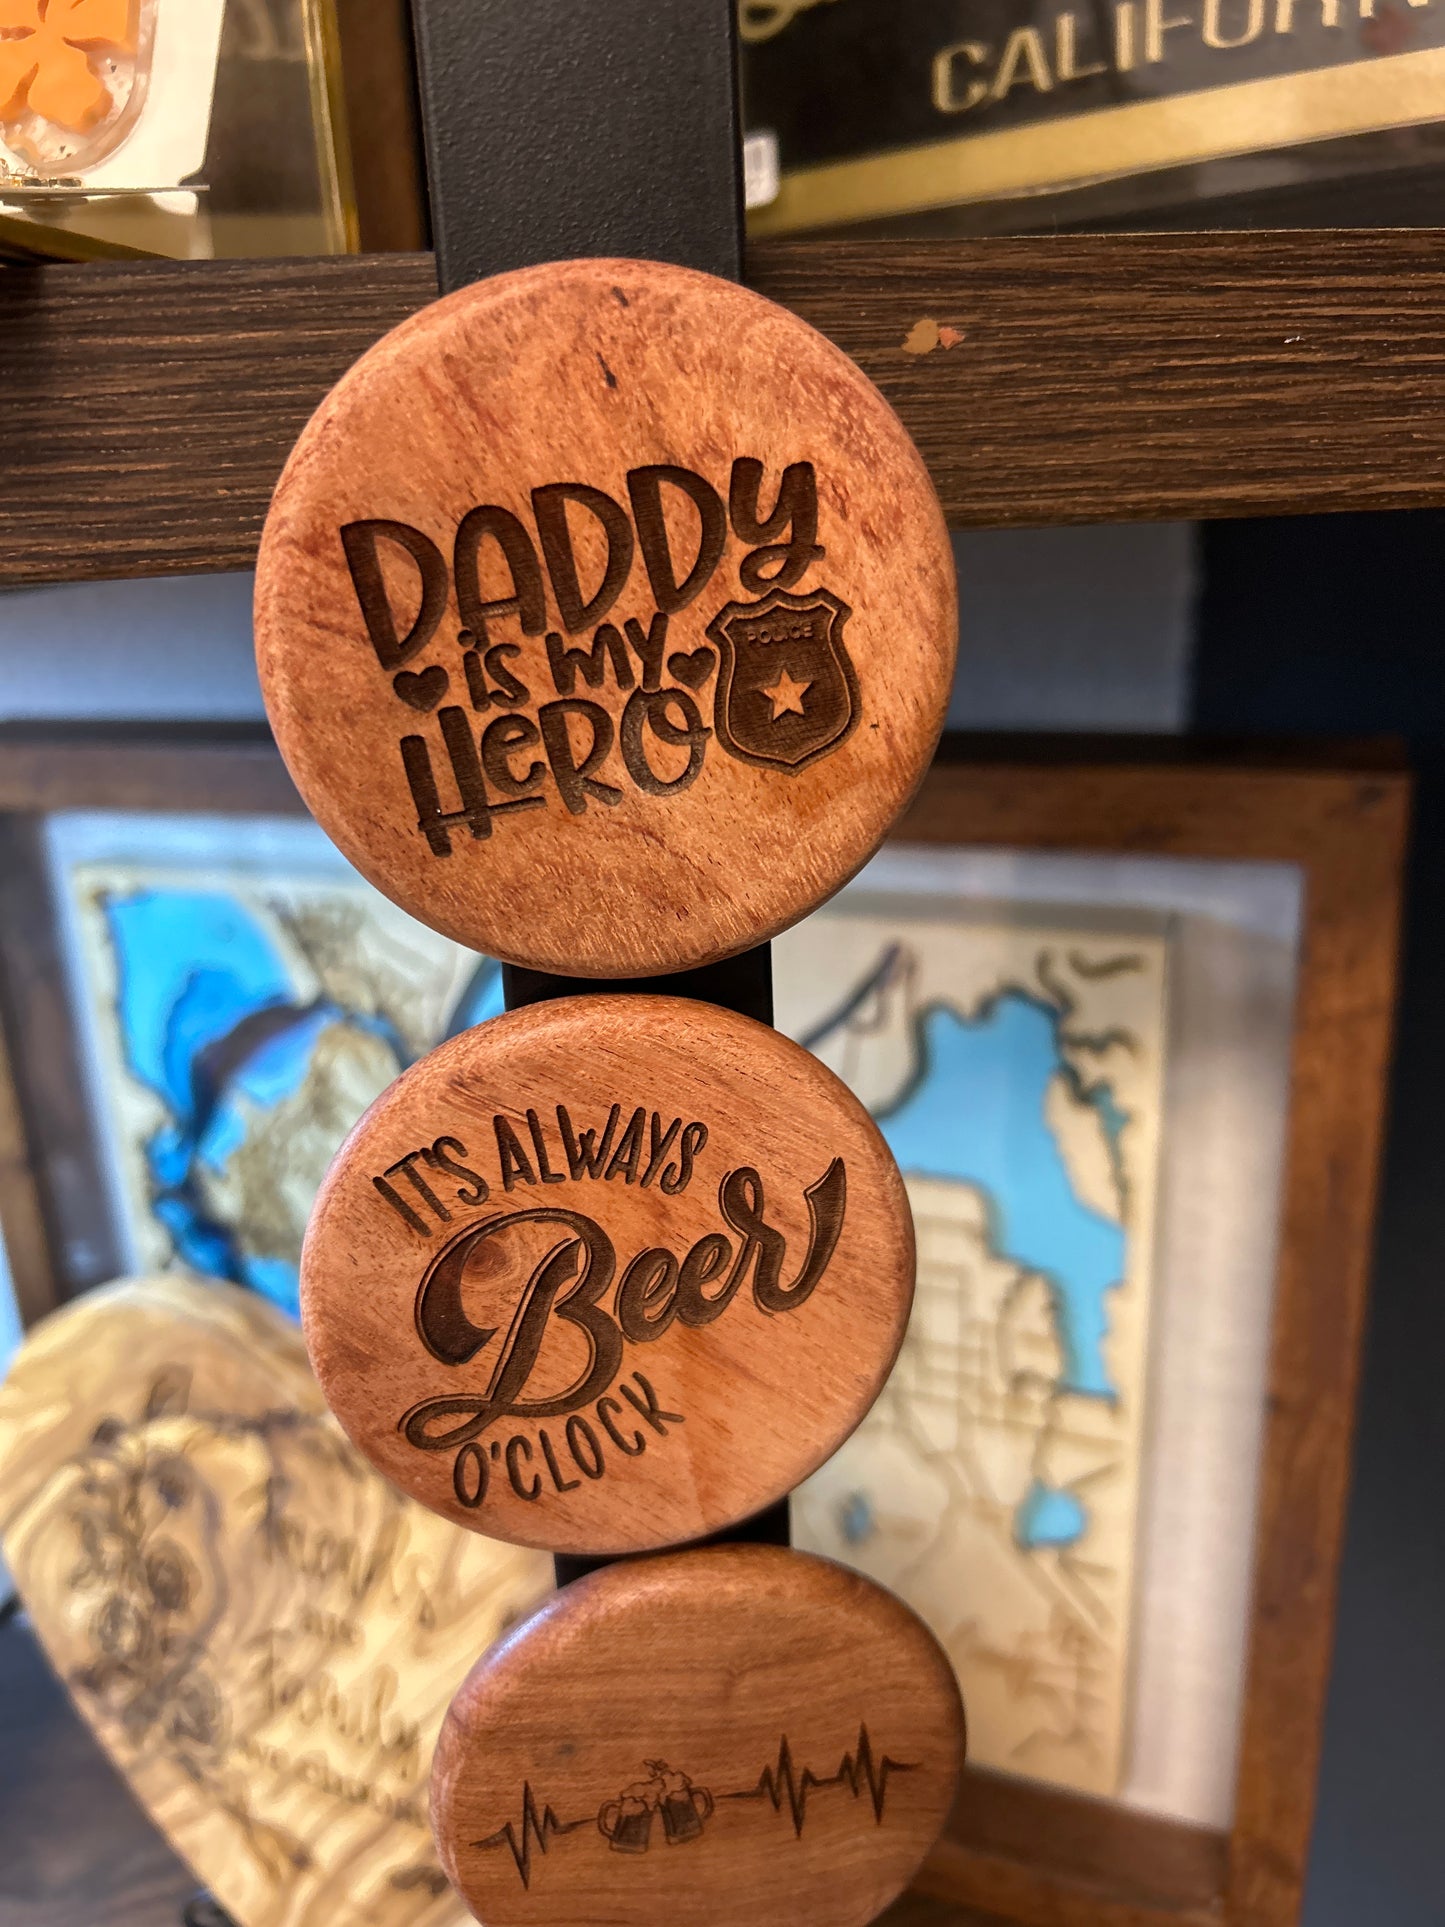 CALIFORN
DADDY
is my
HeRO
POLICE
IT'S ALWAYS
Beer
O'CLOCK